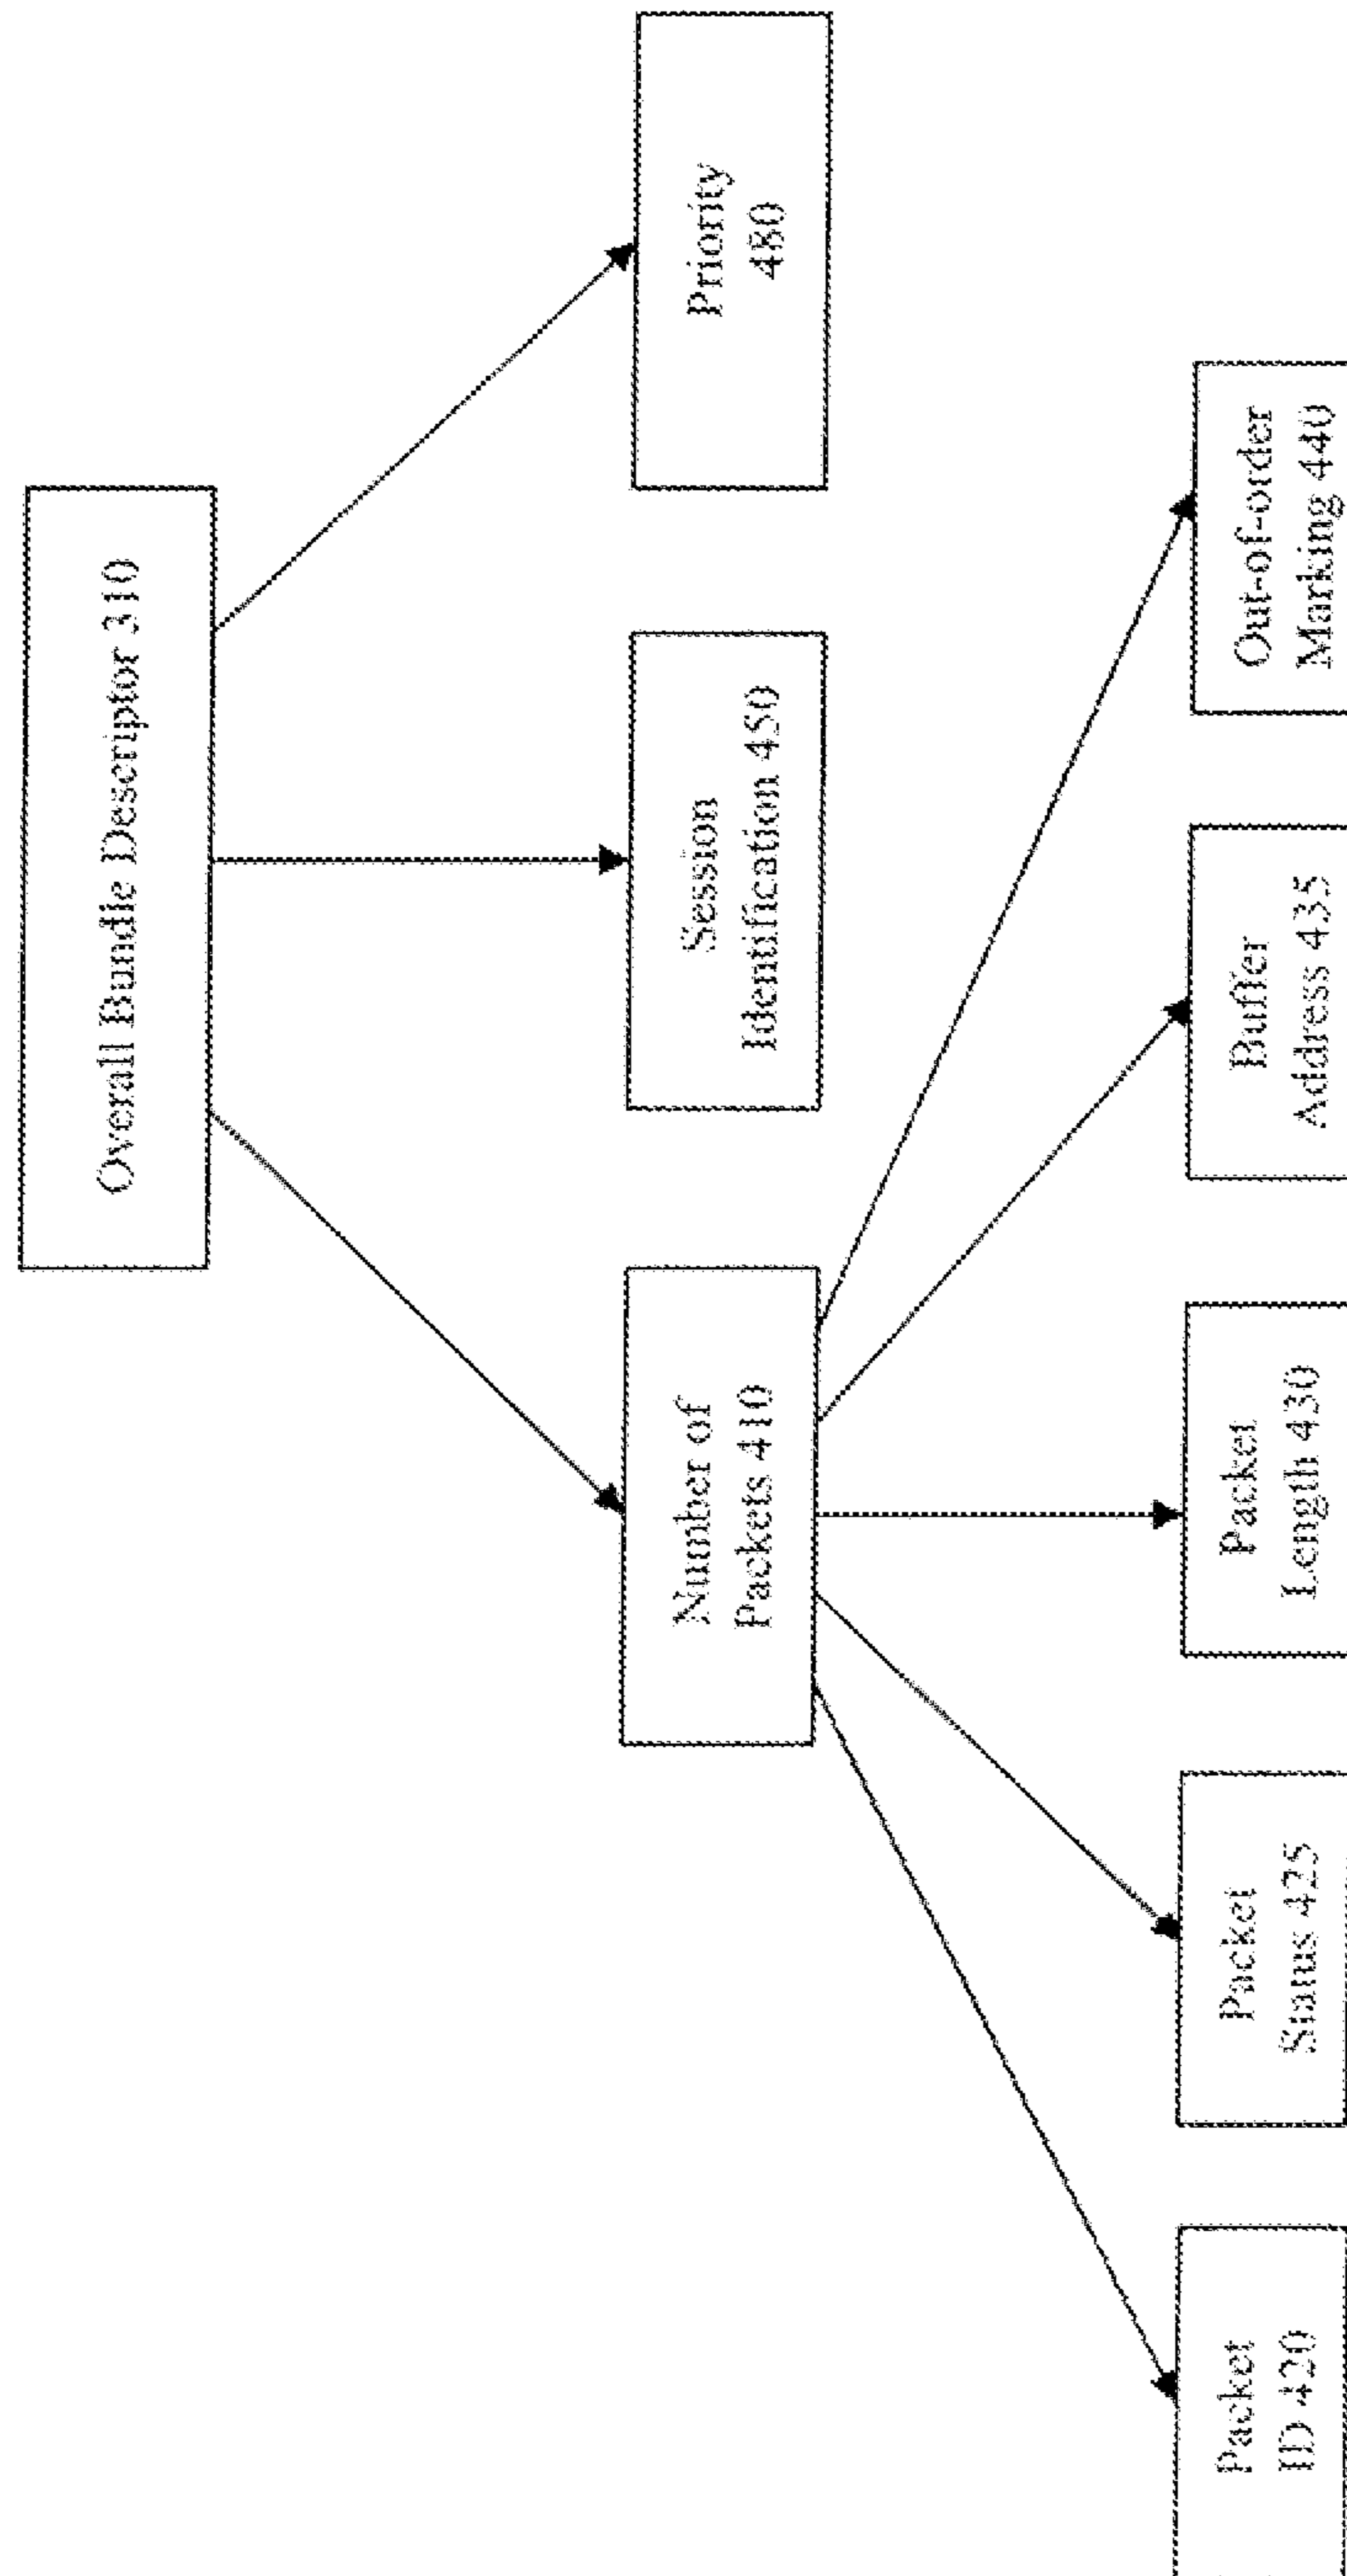 Overall Bundle Descriptor 310
Number of
Packets 410
Session
Identification 450
Priority
480
Packet
ID 420
Packet
Status 425
Packet
Length 430
Buffer
Address 435
Out-of-order
Marking 440